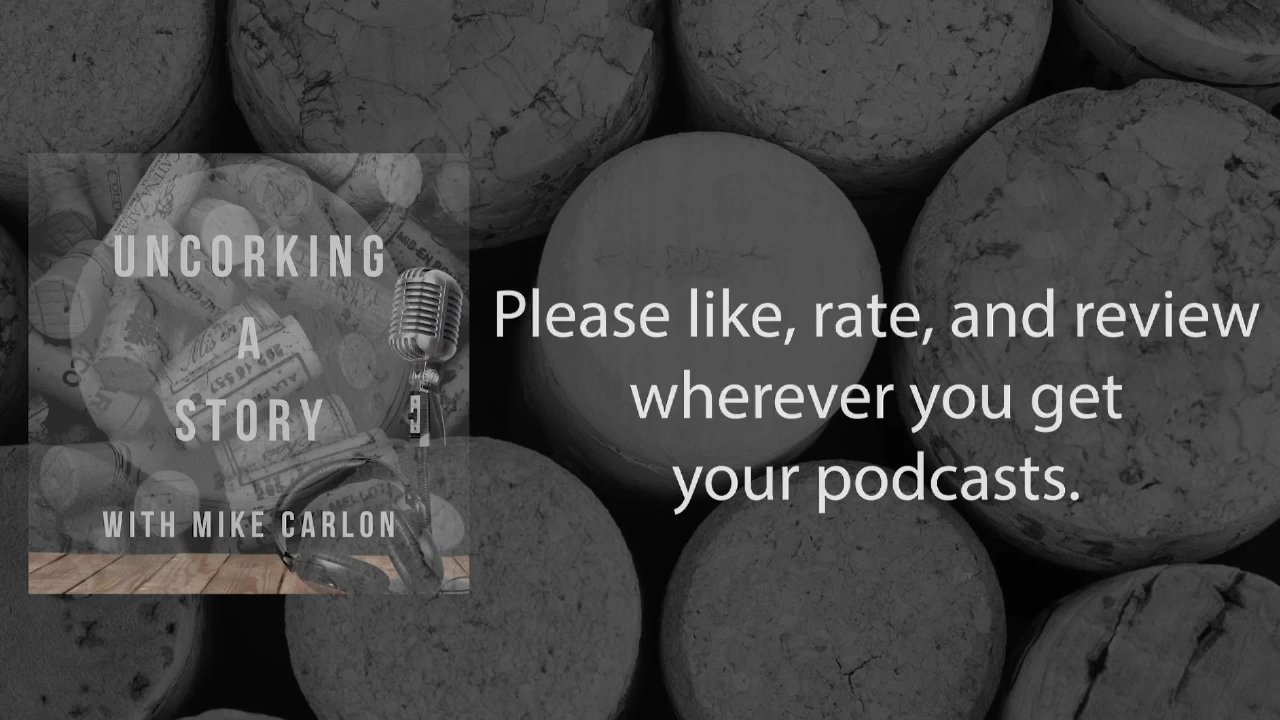 UNCORKING
A
STORY
WITH MIKE CARLON
Please like, rate, and review
wherever you get
your podcasts.